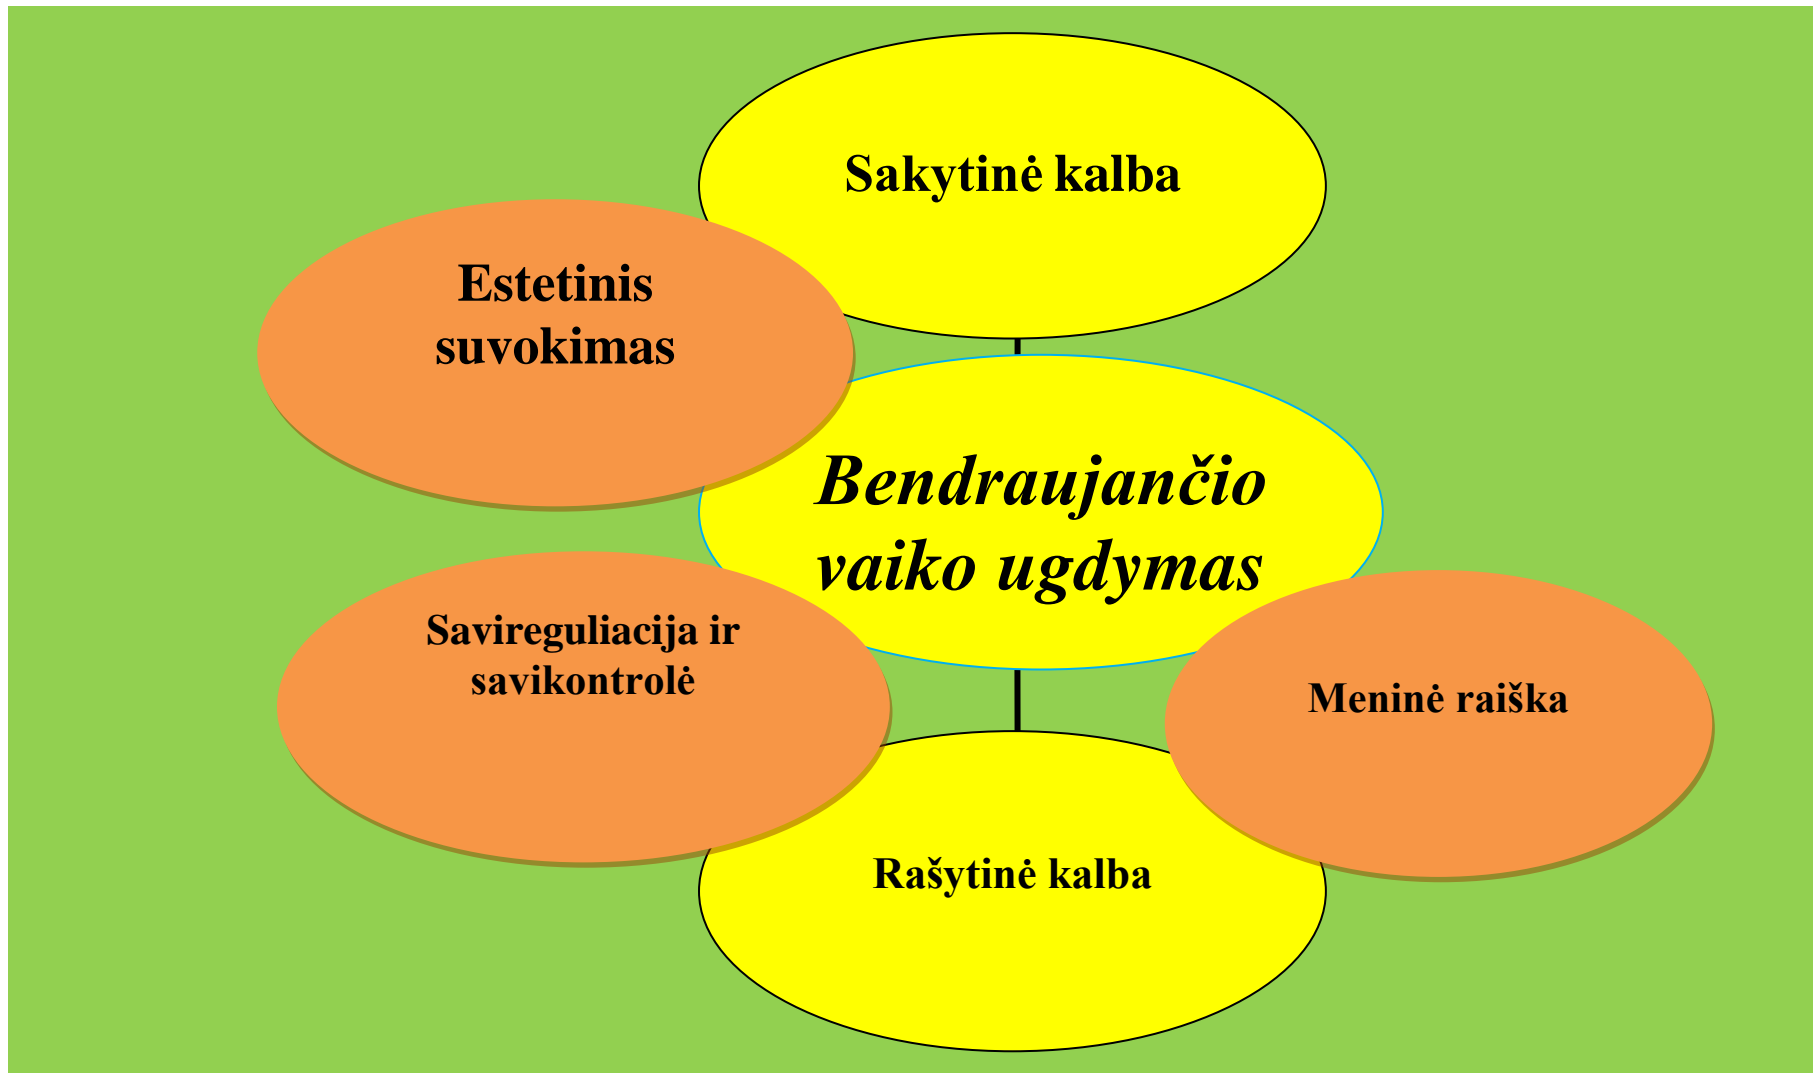 Sakytinė kalba
Estetinis
suvokimas
Bendraujančio
vaiko ugdymas
Savireguliacija ir
savikontrolė
Meninė raiška
Rašytinė kalba